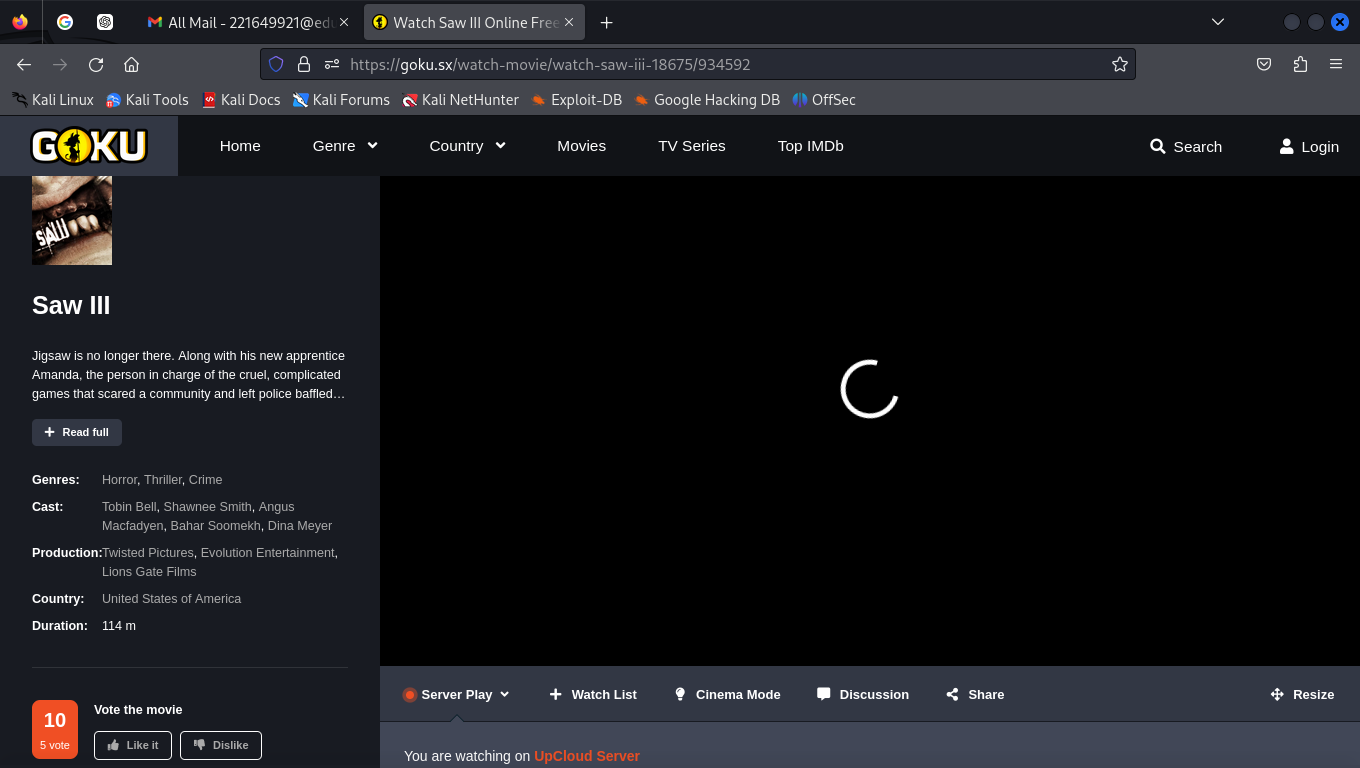 All Mail - 221649921@edu
Watch Saw III Online Free
https://goku.sx/watch-movie/watch-saw-iii-18675/934592
Kali Linux
Kali Tools
Kali Docs
Kali Forums
Kali NetHunter
Exploit-DB
Google Hacking DB
OffSec
GOKU
Home
Genre
Country
Movies
TV Series
Top IMDb
Search
Login
SAW
Saw III
Jigsaw is no longer there. Along with his new apprentice
Amanda, the person in charge of the cruel, complicated
games that scared a community and left police baffled…
Read full
Genres: Horror, Thriller, Crime
Cast: Tobin Bell, Shawnee Smith, Angus
Macfadyen, Bahar Soomekh, Dina Meyer
Production: Twisted Pictures, Evolution Entertainment,
Lions Gate Films
Country: United States of America
Duration: 114 m
10
5 vote
Vote the movie
Like it
Dislike
Server Play
Watch List
Cinema Mode
Discussion
Share
Resize
You are watching on UpCloud Server